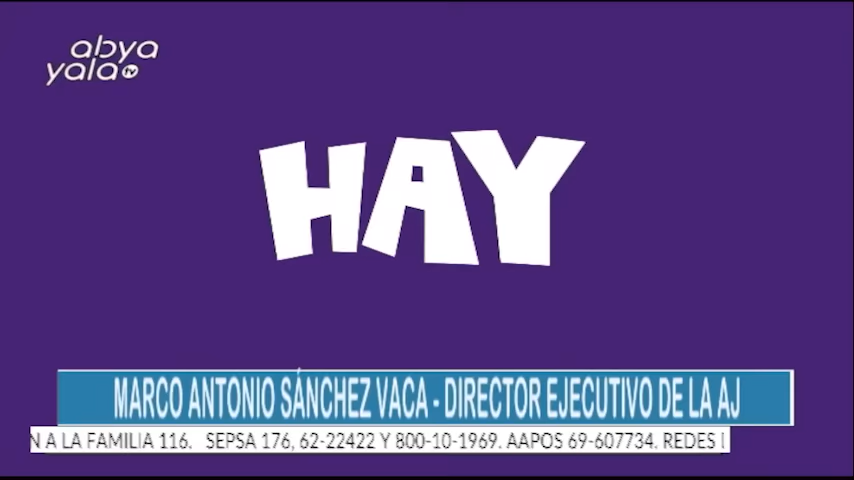 abya
yala tv
HAY
MARCO ANTONIO SÁNCHEZ VACA - DIRECTOR EJECUTIVO DE LA AJ
N A LA FAMILIA 116. SEPSA 176, 62-22422 Y 800-10-1969. AAPOS 69-607734. REDES